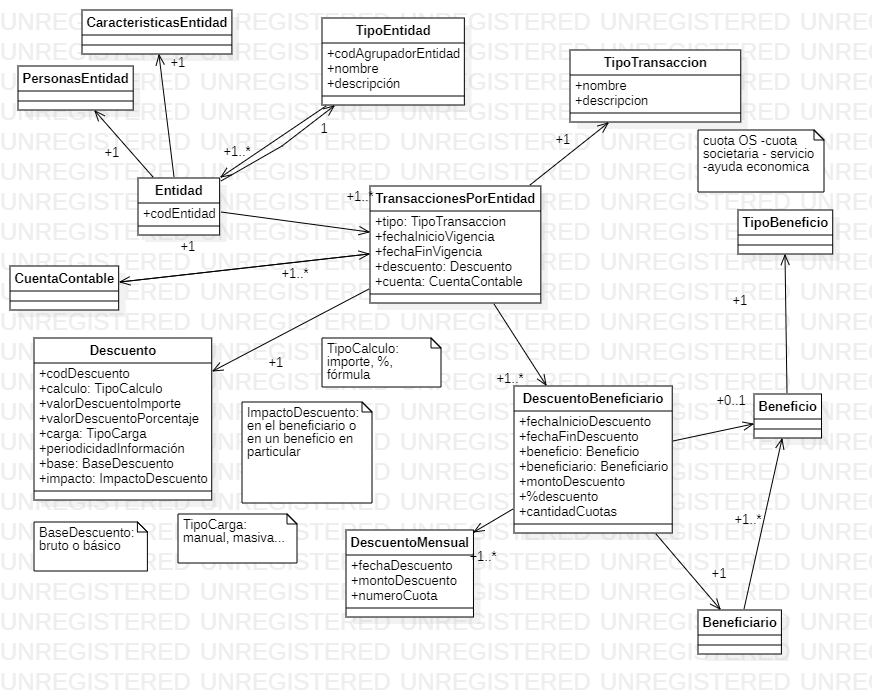 CaracteristicasEntidad
+1
PersonasEntidad
+1
TipoEntidad
+codAgrupadorEntidad
+nombre
+descripción
+1..*
1
TipoTransaccion
+nombre
+descripcion
+1
cuota OS -cuota
societaria - servicio
-ayuda economica
Entidad
+codEntidad
+1
+1..*
TransaccionesPorEntidad
+tipo: TipoTransaccion
+fechaInicioVigencia
+fechaFinVigencia
+descuento: Descuento
+cuenta: CuentaContable
TipoBeneficio
+1
CuentaContable
+1..*
Descuento
+codDescuento
+calculo: TipoCalculo
+valorDescuentoImporte
+valorDescuentoPorcentaje
+carga: TipoCarga
+periodicidadInformación
+base: BaseDescuento
+impacto: ImpactoDescuento
+1
TipoCalculo:
importe, %,
fórmula
ImpactoDescuento:
en el beneficiario o
en un beneficio en
particular
+1..*
DescuentoBeneficiario
+fechaInicioDescuento
+fechaFinDescuento
+beneficio: Beneficio
+beneficiario: Beneficiario
+montoDescuento
+%descuento
+cantidadCuotas
+0..1
Beneficio
+1..*
BaseDescuento:
bruto o básico
TipoCarga:
manual, masiva...
DescuentoMensual
+fechaDescuento
+montoDescuento
+numeroCuota
+1..*
+1
Beneficiario
UNREGISTERED UNREGISTERED UNREGISTERED UNREGISTERED